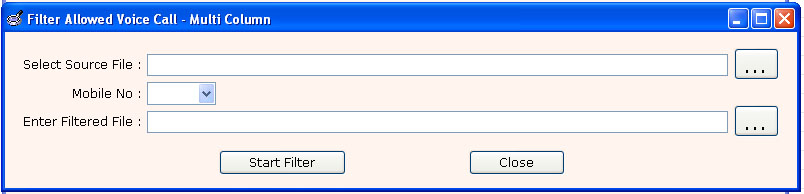 Filter Allowed Voice Call - Multi Column
Select Source File :
...
Mobile No :
Enter Filtered File :
...
Start Filter Close